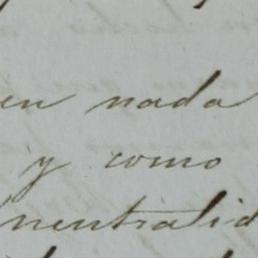 en nada
y como
neutralid